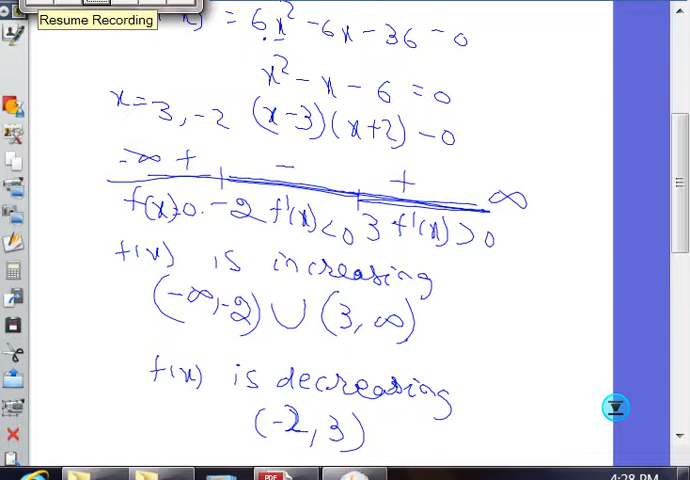 Resume Recording
x) = 6x² - 6x - 36 - 0
x² - x - 6 = 0
x = 3, -2 (x-3)(x+2) - 0
-∞ + - + ∞
f(x)>0. -2 f'(x)<0 3 f'(x)>0
f(x) is increasing
(-∞,-2) ∪ (3, ∞)
f(x) is decreasing
(-2, 3)
PDF
4:28 PM